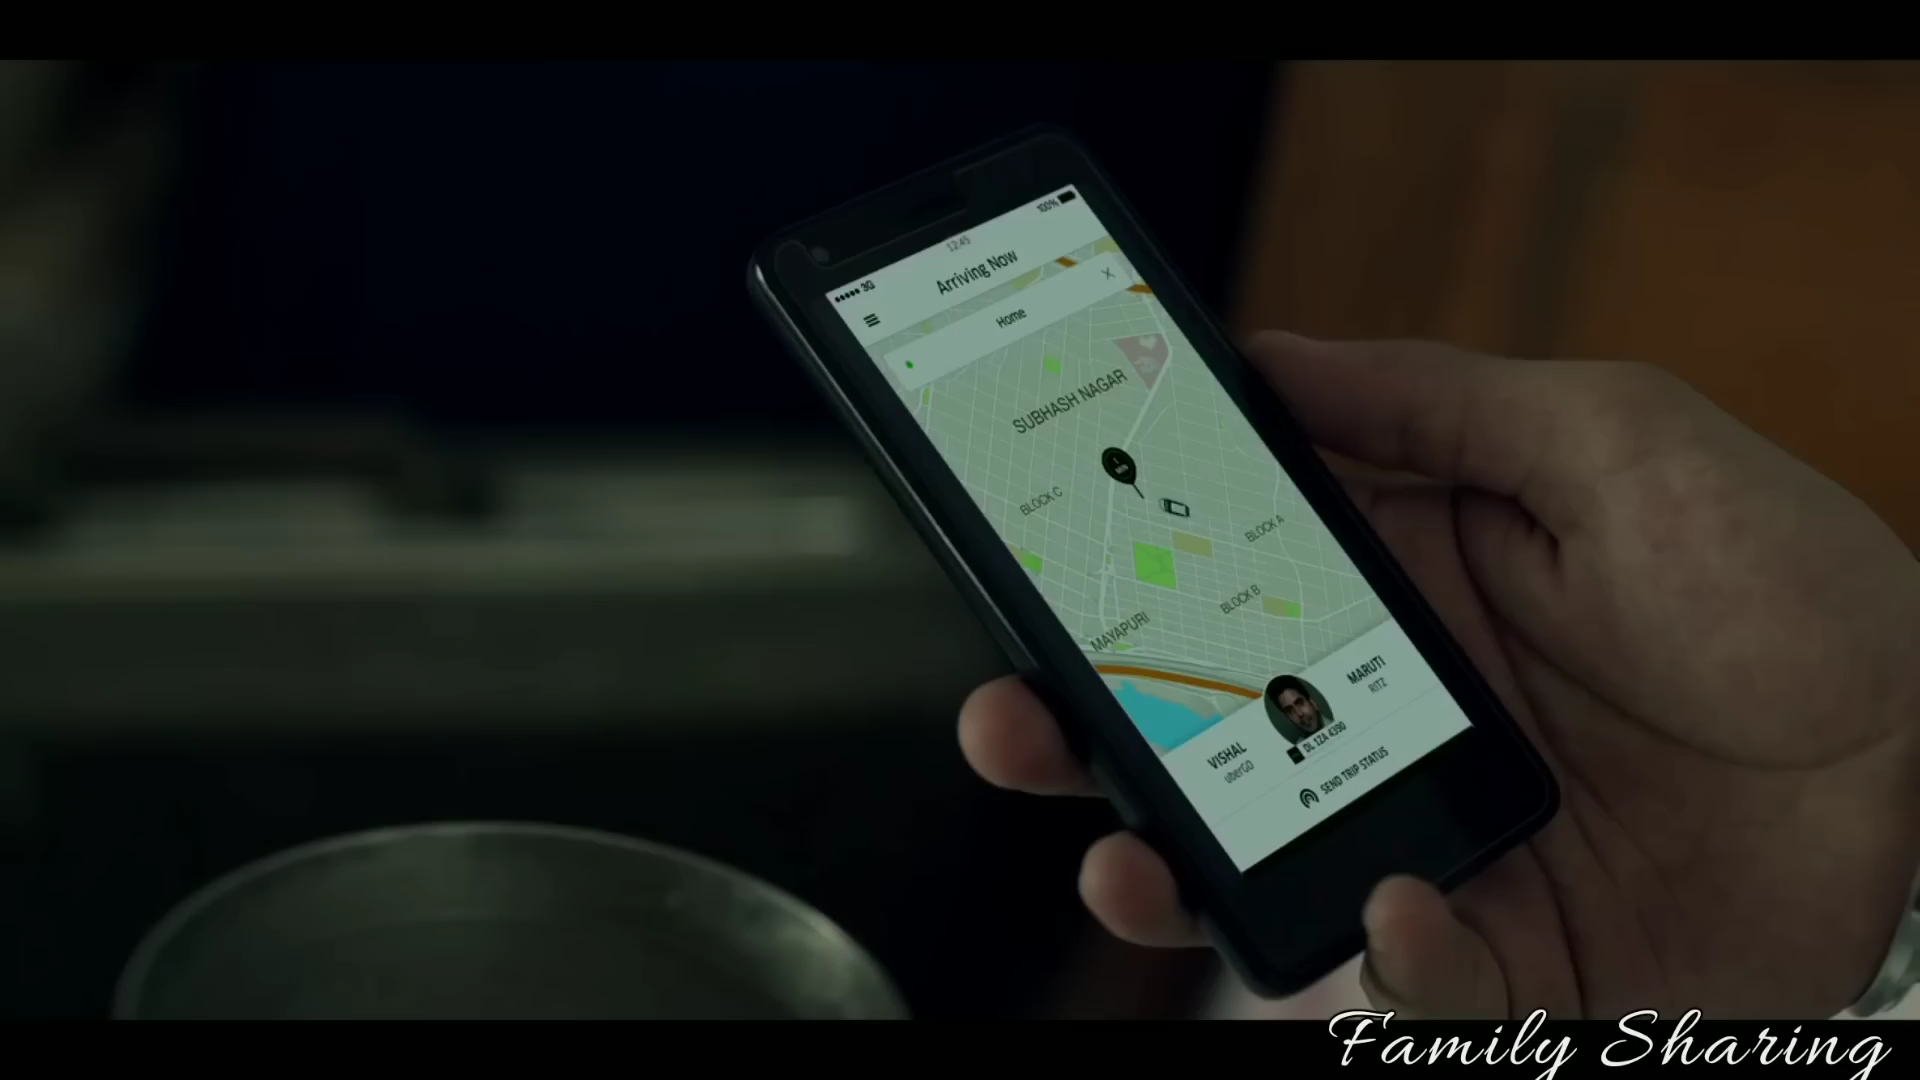 100%
●●●●● 3G
12:45
Arriving Now
Home
SUBHASH NAGAR
BLOCK C
BLOCK A
BLOCK B
MAYAPURI
MARUTI
RITZ
VISHAL
uberGO
DL 1ZA 4390
SEND TRIP STATUS
Family Sharing